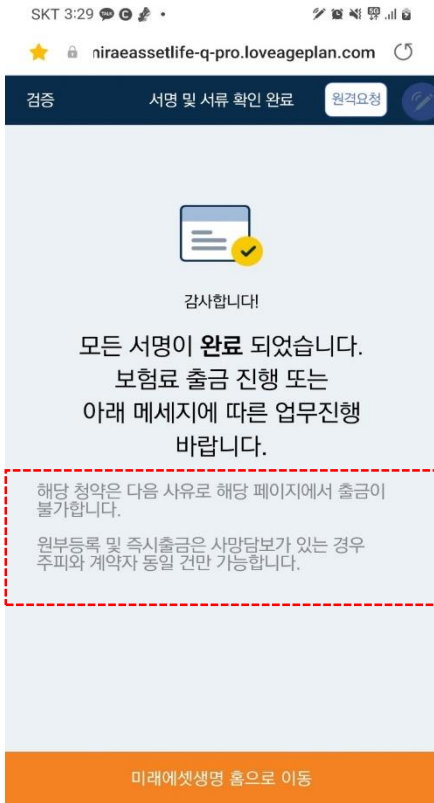 SKT 3:29
miraeassetlife-q-pro.loveageplan.com
검증 서명 및 서류 확인 완료 원격요청
감사합니다!
모든 서명이 완료 되었습니다.
보험료 출금 진행 또는
아래 메세지에 따른 업무진행
바랍니다.
해당 청약은 다음 사유로 해당 페이지에서 출금이
불가합니다.
원부등록 및 즉시출금은 사망담보가 있는 경우
주피와 계약자 동일 건만 가능합니다.
미래에셋생명 홈으로 이동